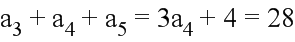 a₃ + a₄ + a₅ = 3a₄ + 4 = 28